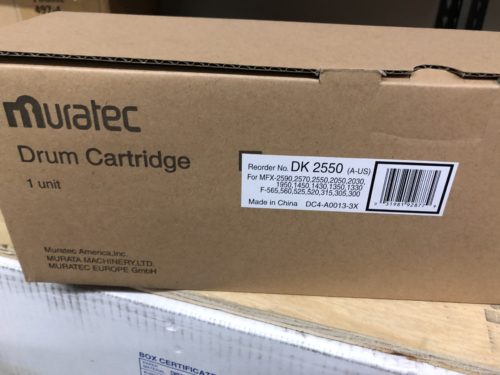 497-4
muratec
Drum Cartridge
1 unit
Reorder No. DK 2550 (A-US)
For MFX-2590,2570,2550,2050,2030,
1950,1450,1430,1350,1330
F-565,560,525,520,315,305,300
Made in China DC4-A0013-3X
Muratec America,Inc.
MURATA MACHINERY,LTD.
MURATEC EUROPE GmbH
BOX CERTIFICATE